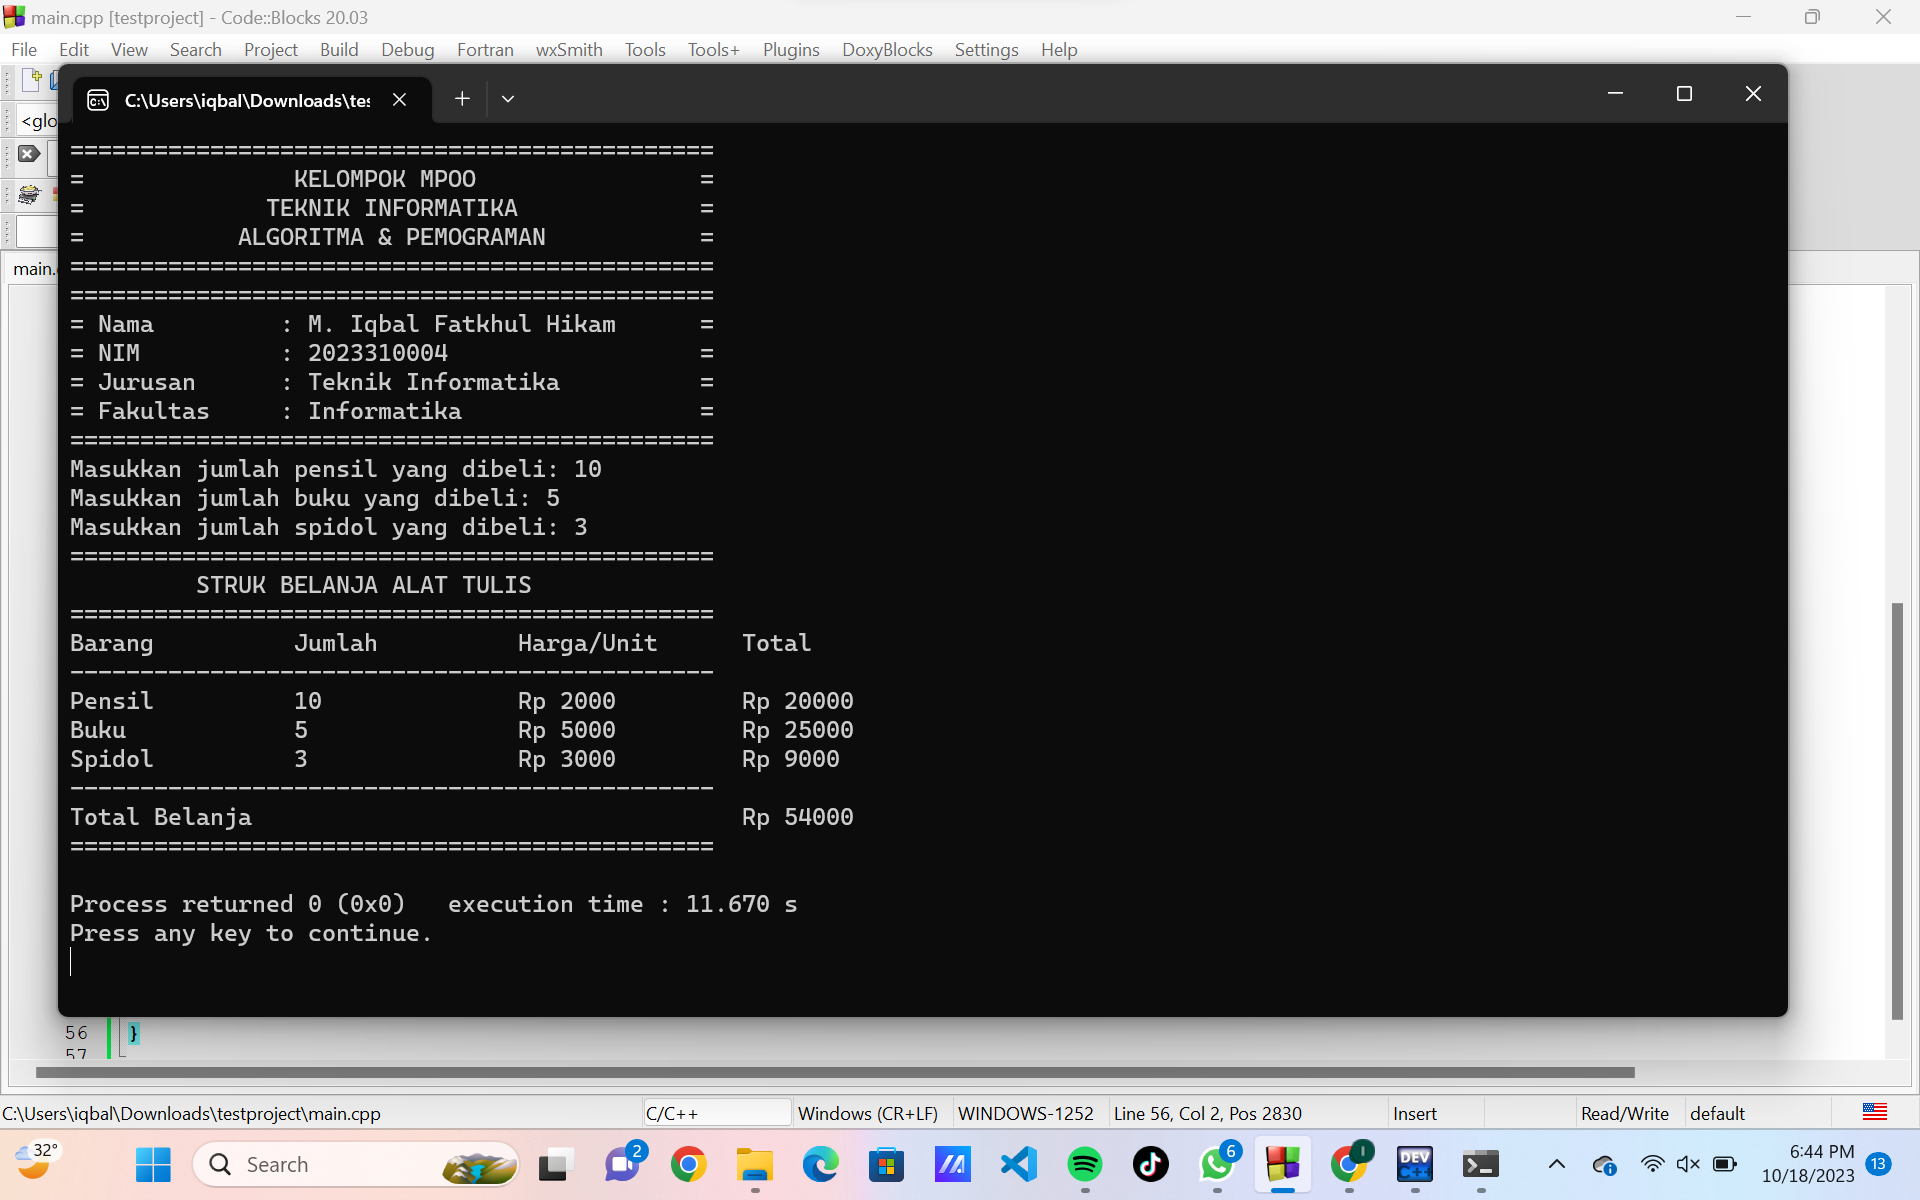 main.cpp [testproject] - Code::Blocks 20.03
File Edit View Search Project Build Debug Fortran wxSmith Tools Tools+ Plugins DoxyBlocks Settings Help
C:\Users\iqbal\Downloads\tes
<glo
main.
==============================================
= KELOMPOK MPOO =
= TEKNIK INFORMATIKA =
= ALGORITMA & PEMOGRAMAN =
==============================================
==============================================
= Nama : M. Iqbal Fatkhul Hikam =
= NIM : 2023310004 =
= Jurusan : Teknik Informatika =
= Fakultas : Informatika =
==============================================
Masukkan jumlah pensil yang dibeli: 10
Masukkan jumlah buku yang dibeli: 5
Masukkan jumlah spidol yang dibeli: 3
==============================================
STRUK BELANJA ALAT TULIS
==============================================
Barang Jumlah Harga/Unit Total
----------------------------------------------
Pensil 10 Rp 2000 Rp 20000
Buku 5 Rp 5000 Rp 25000
Spidol 3 Rp 3000 Rp 9000
----------------------------------------------
Total Belanja Rp 54000
==============================================
Process returned 0 (0x0) execution time : 11.670 s
Press any key to continue.
56 }
57
C:\Users\iqbal\Downloads\testproject\main.cpp C/C++ Windows (CR+LF) WINDOWS-1252 Line 56, Col 2, Pos 2830 Insert Read/Write default
32° Search 2 6 I DEV C++ 6:44 PM 13
10/18/2023